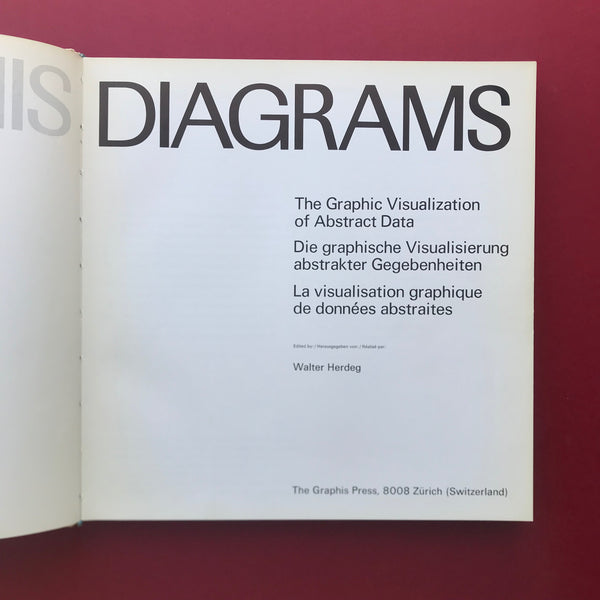 HIS DIAGRAMS
The Graphic Visualization
of Abstract Data
Die graphische Visualisierung
abstrakter Gegebenheiten
La visualisation graphique
de données abstraites
Edited by: / Herausgegeben von: / Réalisé par:
Walter Herdeg
The Graphis Press, 8008 Zürich (Switzerland)